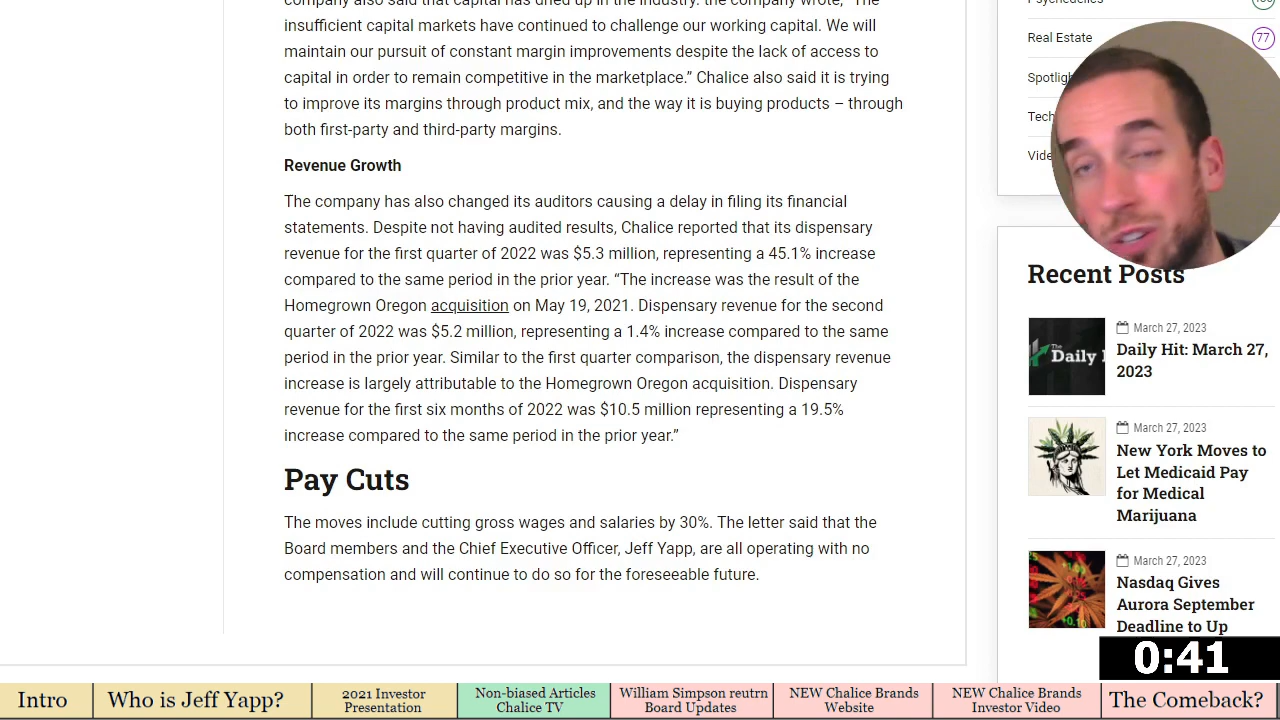 company also said that capital has dried up in the industry. the company wrote, “The
insufficient capital markets have continued to challenge our working capital. We will
maintain our pursuit of constant margin improvements despite the lack of access to
capital in order to remain competitive in the marketplace.” Chalice also said it is trying
to improve its margins through product mix, and the way it is buying products – through
both first-party and third-party margins.
Revenue Growth
The company has also changed its auditors causing a delay in filing its financial
statements. Despite not having audited results, Chalice reported that its dispensary
revenue for the first quarter of 2022 was $5.3 million, representing a 45.1% increase
compared to the same period in the prior year. “The increase was the result of the
Homegrown Oregon acquisition on May 19, 2021. Dispensary revenue for the second
quarter of 2022 was $5.2 million, representing a 1.4% increase compared to the same
period in the prior year. Similar to the first quarter comparison, the dispensary revenue
increase is largely attributable to the Homegrown Oregon acquisition. Dispensary
revenue for the first six months of 2022 was $10.5 million representing a 19.5%
increase compared to the same period in the prior year.”
Pay Cuts
The moves include cutting gross wages and salaries by 30%. The letter said that the
Board members and the Chief Executive Officer, Jeff Yapp, are all operating with no
compensation and will continue to do so for the foreseeable future.
Psychedelics
Real Estate 77
Spotlig
Tech
Vide
Recent Posts
The
Daily
March 27, 2023
Daily Hit: March 27,
2023
March 27, 2023
New York Moves to
Let Medicaid Pay
for Medical
Marijuana
March 27, 2023
Nasdaq Gives
Aurora September
Deadline to Up
0:41
Intro
Who is Jeff Yapp?
2021 Investor
Presentation
Non-biased Articles
Chalice TV
William Simpson reutrn
Board Updates
NEW Chalice Brands
Website
NEW Chalice Brands
Investor Video
The Comeback?